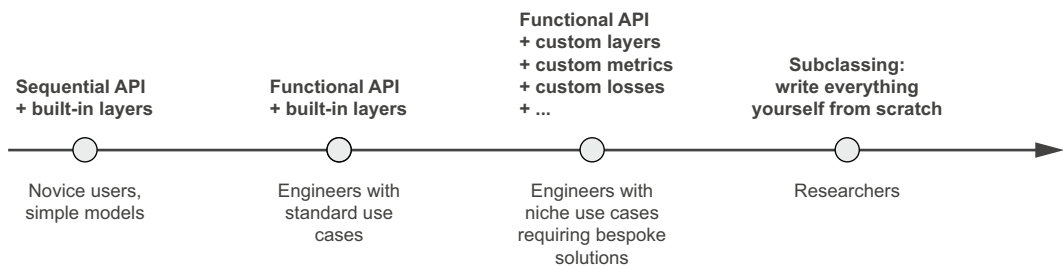 Sequential API
+ built-in layers
Functional API
+ built-in layers
Functional API
+ custom layers
+ custom metrics
+ custom losses
+ ...
Subclassing:
write everything
yourself from scratch
Novice users,
simple models
Engineers with
standard use
cases
Engineers with
niche use cases
requiring bespoke
solutions
Researchers